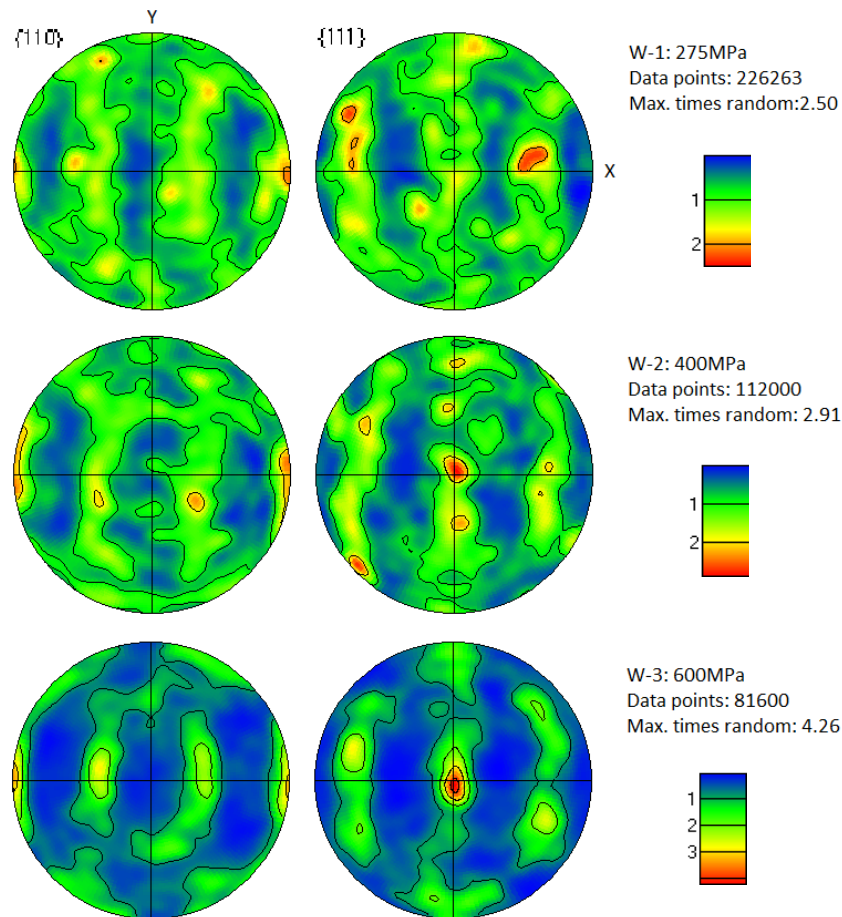 Y
{110}
{111}
W-1: 275MPa
Data points: 226263
Max. times random:2.50
X
1
2
W-2: 400MPa
Data points: 112000
Max. times random: 2.91
1
2
W-3: 600MPa
Data points: 81600
Max. times random: 4.26
1
2
3